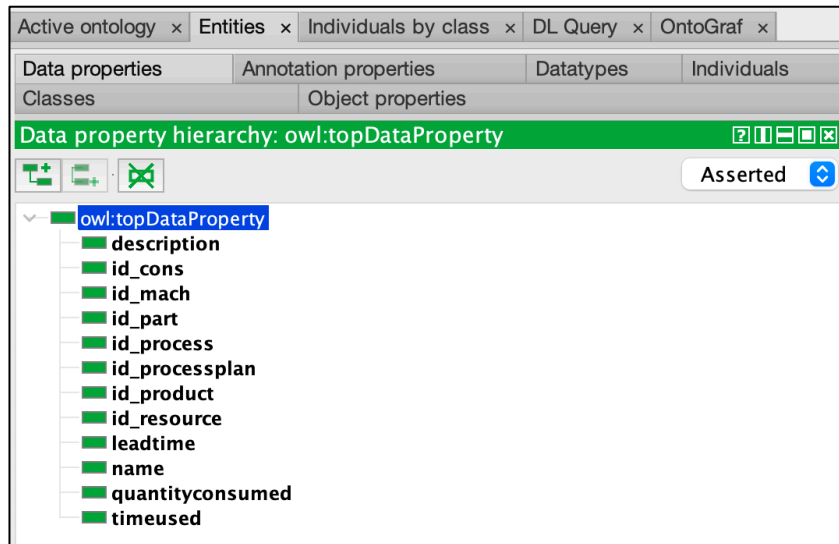 Active ontology × Entities × Individuals by class × DL Query × OntoGraf ×
Data properties Annotation properties Datatypes Individuals
Classes Object properties
Data property hierarchy: owl:topDataProperty
Asserted
owl:topDataProperty
description
id_cons
id_mach
id_part
id_process
id_processplan
id_product
id_resource
leadtime
name
quantityconsumed
timeused